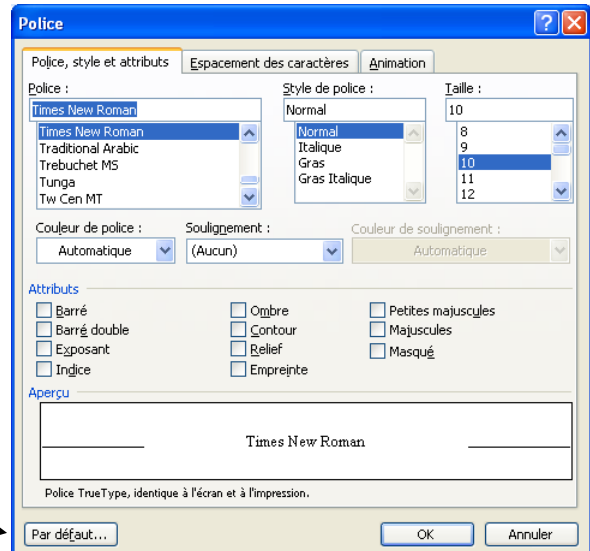 Police
Police, style et attributs Espacement des caractères Animation
Police : Style de police : Taille :
Times New Roman Normal 10
Times New Roman Normal 8
Traditional Arabic Italique 9
Trebuchet MS Gras 10
Tunga Gras Italique 11
Tw Cen MT 12
Couleur de police : Soulignement : Couleur de soulignement :
Automatique (Aucun) Automatique
Attributs
Barré Ombre Petites majuscules
Barré double Contour Majuscules
Exposant Relief Masqué
Indice Empreinte
Aperçu
Times New Roman
Police TrueType, identique à l'écran et à l'impression.
Par défaut... OK Annuler